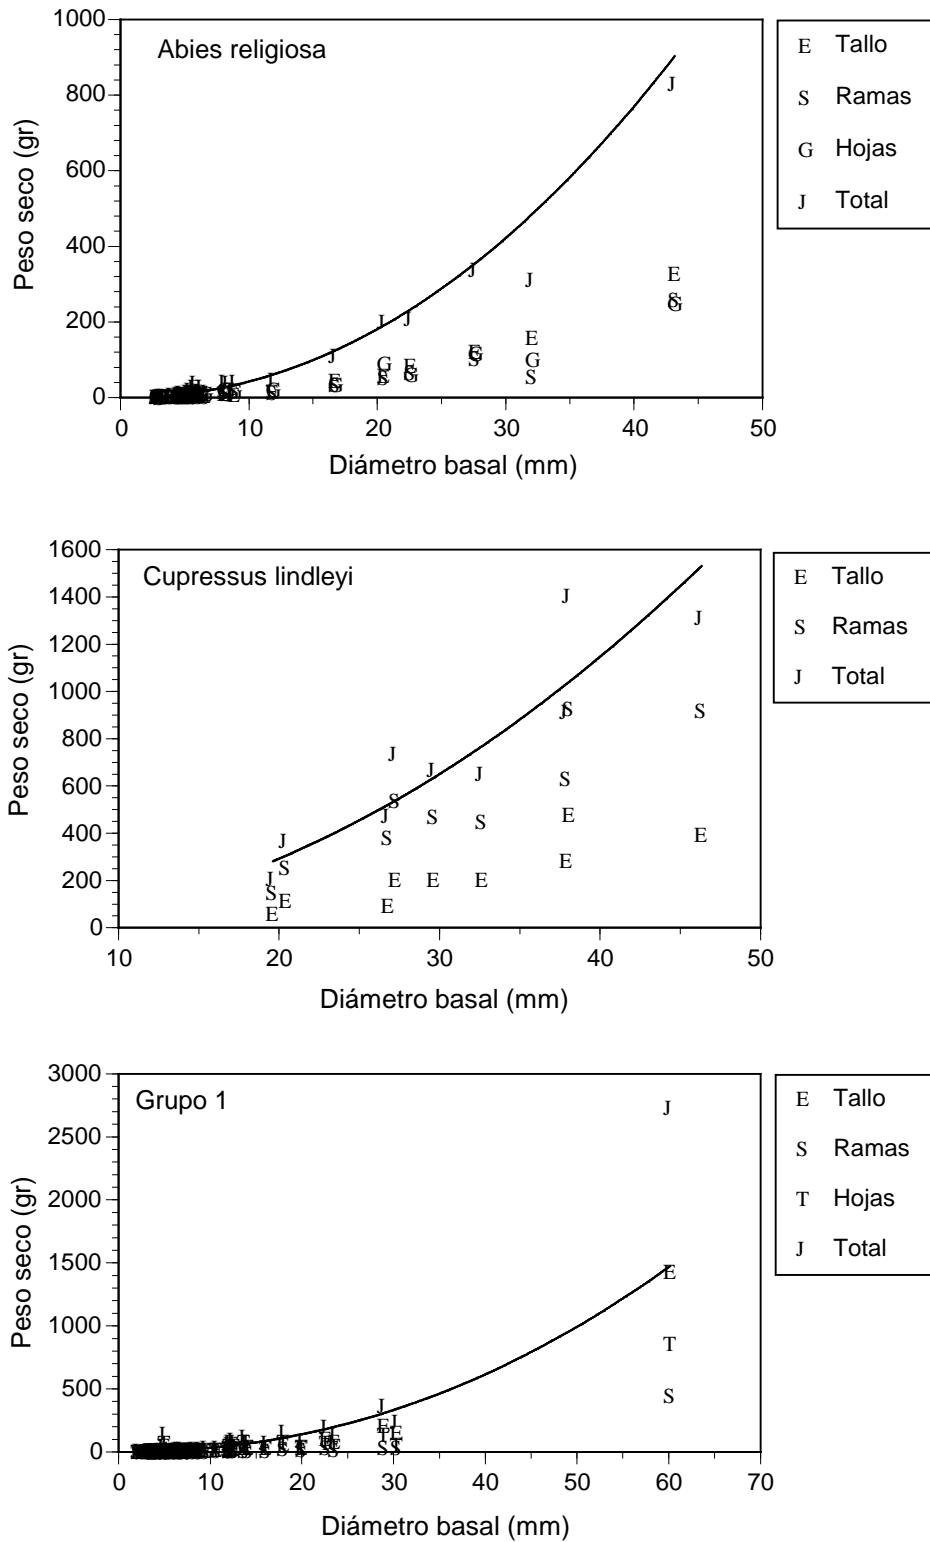 Abies religiosa
Peso seco (gr)
1000
800
600
400
200
0
0 10 20 30 40 50
Diámetro basal (mm)
E Tallo
S Ramas
G Hojas
J Total
Cupressus lindleyi
Peso seco (gr)
1600
1400
1200
1000
800
600
400
200
0
10 20 30 40 50
Diámetro basal (mm)
E Tallo
S Ramas
J Total
Grupo 1
Peso seco (gr)
3000
2500
2000
1500
1000
500
0
0 10 20 30 40 50 60 70
Diámetro basal (mm)
E Tallo
S Ramas
T Hojas
J Total